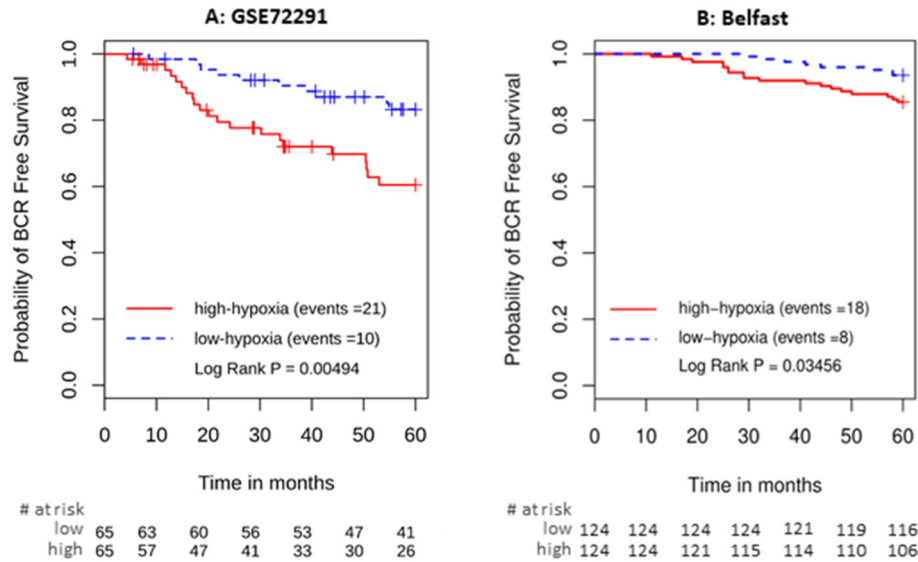 A: GSE72291
Probability of BCR Free Survival
1.0
0.8
0.6
0.4
0.2
0.0
high-hypoxia (events =21)
low-hypoxia (events =10)
Log Rank P = 0.00494
0 10 20 30 40 50 60
Time in months
# at risk
low 65 63 60 56 53 47 41
high 65 57 47 41 33 30 26
B: Belfast
Probability of BCR Free Survival
1.0
0.8
0.6
0.4
0.2
0.0
high−hypoxia (events =18)
low−hypoxia (events =8)
Log Rank P = 0.03456
0 10 20 30 40 50 60
Time in months
# at risk
low 124 124 124 124 121 119 116
high 124 124 121 115 114 110 106